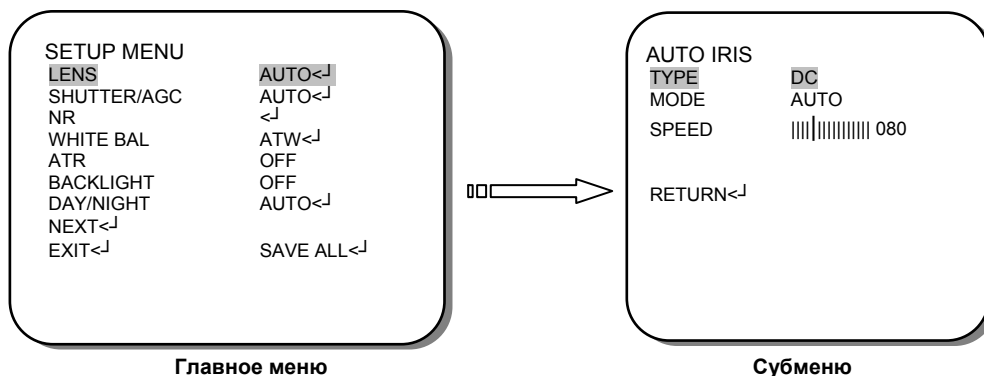 SETUP MENU
LENS AUTO<┘
SHUTTER/AGC AUTO<┘
NR <┘
WHITE BAL ATW<┘
ATR OFF
BACKLIGHT OFF
DAY/NIGHT AUTO<┘
NEXT<┘
EXIT<┘ SAVE ALL<┘
Главное меню
AUTO IRIS
TYPE DC
MODE AUTO
SPEED ||||||||||||||| 080
RETURN<┘
Субменю